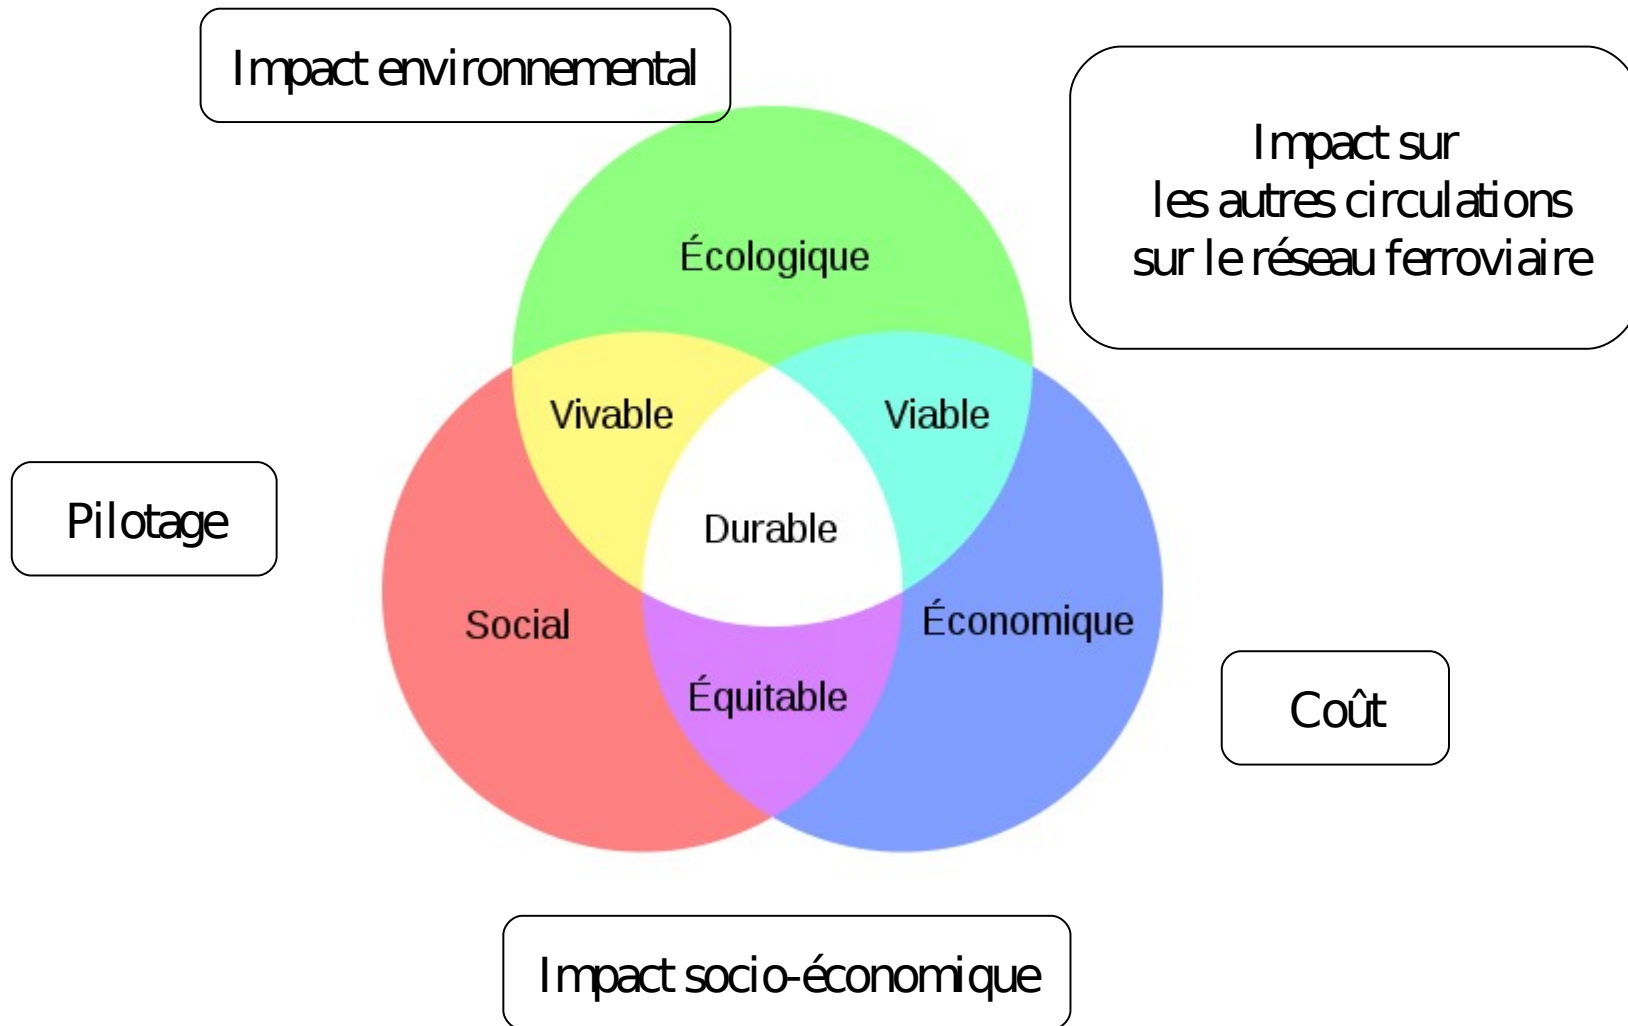 Impact environnemental
Impact sur
les autres circulations
sur le réseau ferroviaire
Écologique
Vivable
Viable
Pilotage
Durable
Social
Économique
Équitable
Coût
Impact socio-économique